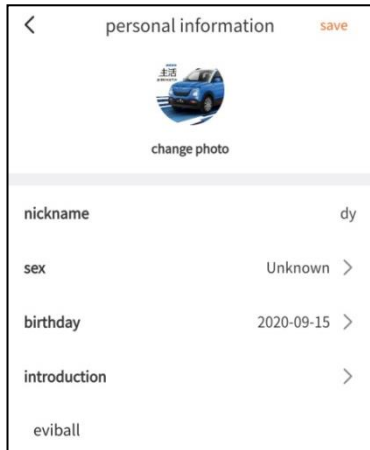 personal information save
主活
change photo
nickname dy
sex Unknown
birthday 2020-09-15
introduction
eviball